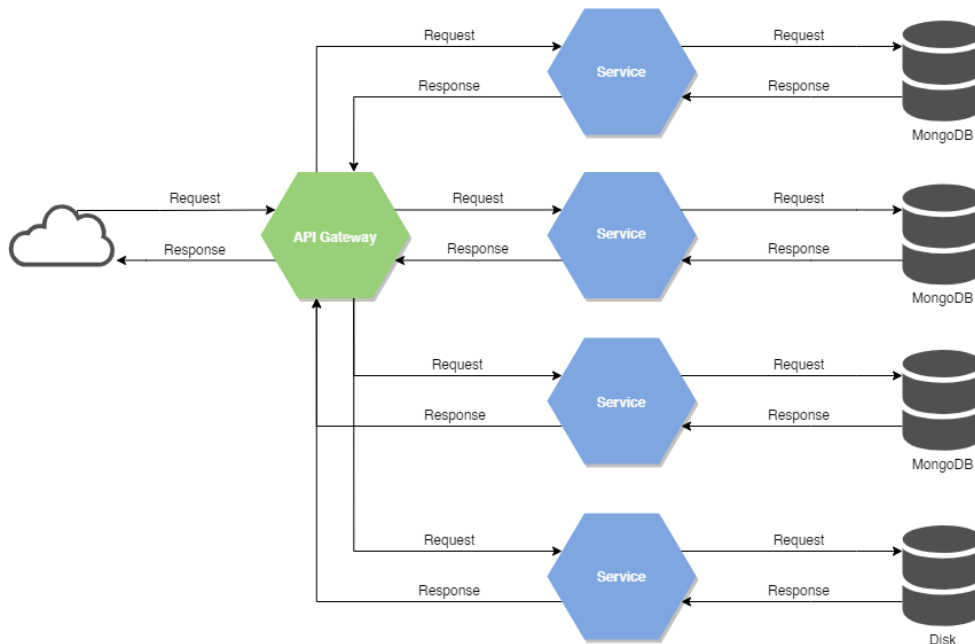 Request
Service
Request
Response
Response
MongoDB
Request
Request
Service
Request
API Gateway
Response
Response
Response
MongoDB
Request
Request
Service
Response
Response
MongoDB
Request
Request
Service
Response
Response
Disk